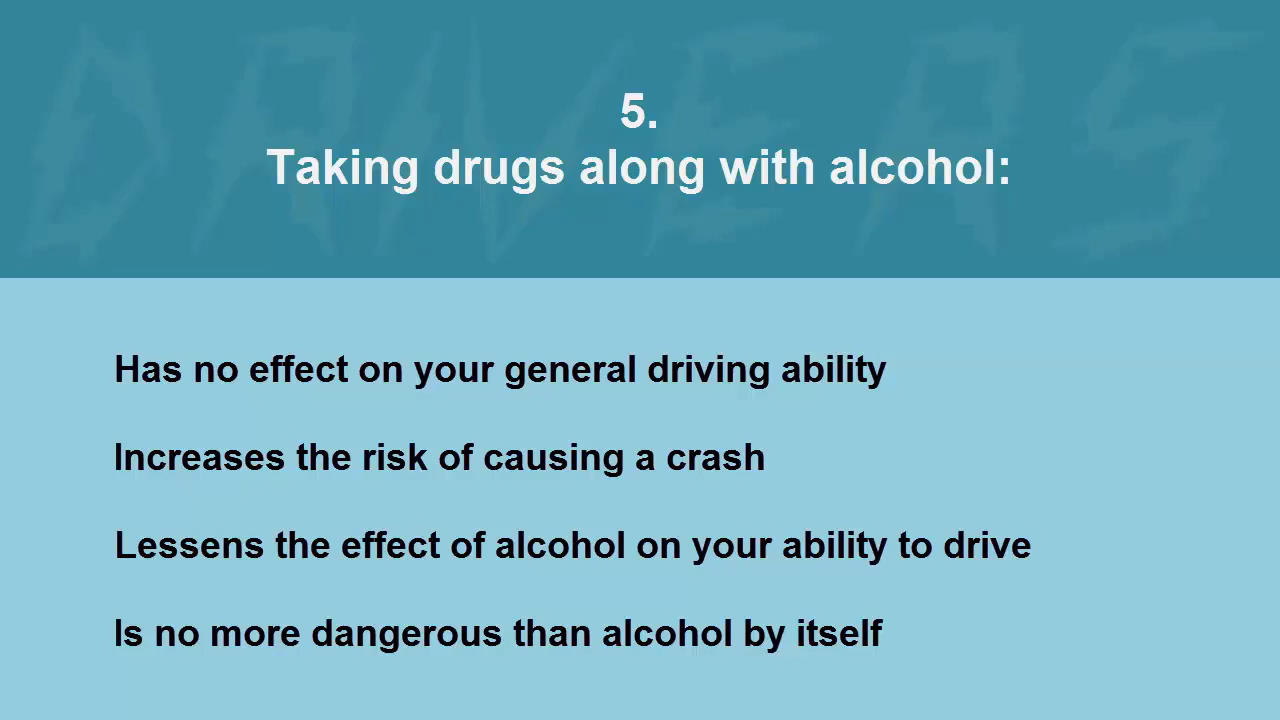 DRIVERS
5.
Taking drugs along with alcohol:
Has no effect on your general driving ability
Increases the risk of causing a crash
Lessens the effect of alcohol on your ability to drive
Is no more dangerous than alcohol by itself